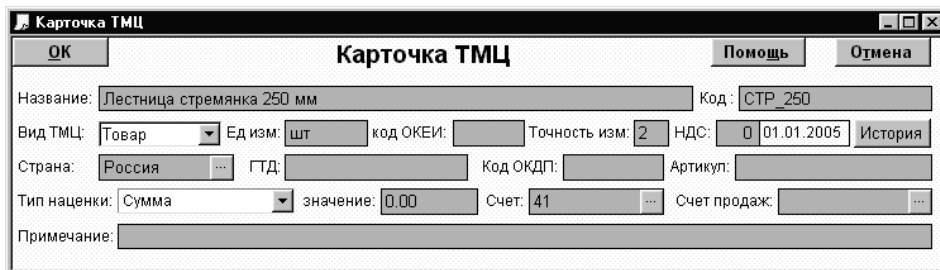 Карточка ТМЦ
ОК Карточка ТМЦ Помощь Отмена
Название: Лестница стремянка 250 мм Код: СТР_250
Вид ТМЦ: Товар Ед изм: шт код ОКЕИ: Точность изм: 2 НДС: 0 01.01.2005 История
Страна: Россия ... ГТД: Код ОКДП: Артикул:
Тип наценки: Сумма значение: 0.00 Счет: 41 ... Счет продаж: ...
Примечание: